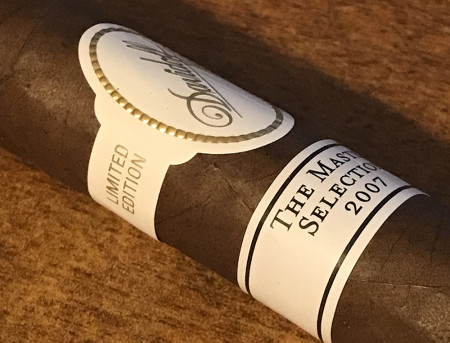 Davidoff
LIMITED
EDITION
THE MAST
SELECTIO
2007